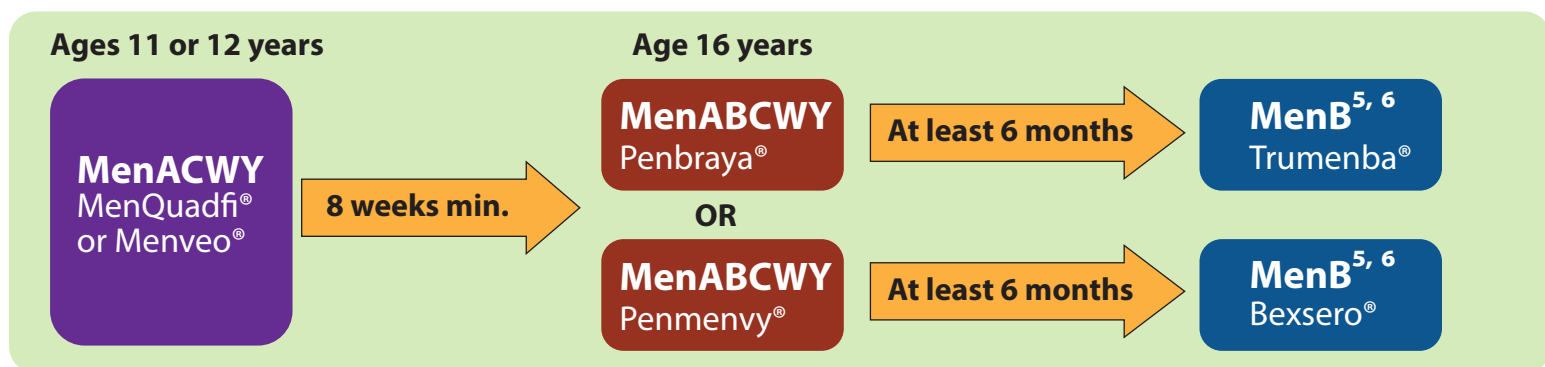 Ages 11 or 12 years
MenACWY
MenQuadfi®
or Menveo®
8 weeks min.
Age 16 years
MenABCWY
Penbraya®
At least 6 months
MenB5, 6
Trumenba®
OR
MenABCWY
Penmenvy®
At least 6 months
MenB5, 6
Bexsero®